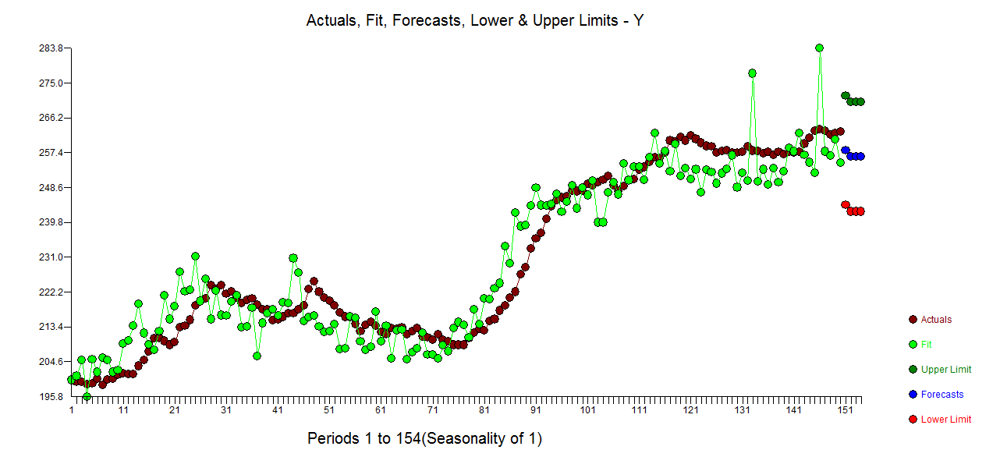 Actuals, Fit, Forecasts, Lower & Upper Limits - Y
283.8
275.0
266.2
257.4
248.6
239.8
231.0
222.2
213.4
204.6
195.8
1 11 21 31 41 51 61 71 81 91 101 111 121 131 141 151
Actuals
Fit
Upper Limit
Forecasts
Lower Limit
Periods 1 to 154(Seasonality of 1)